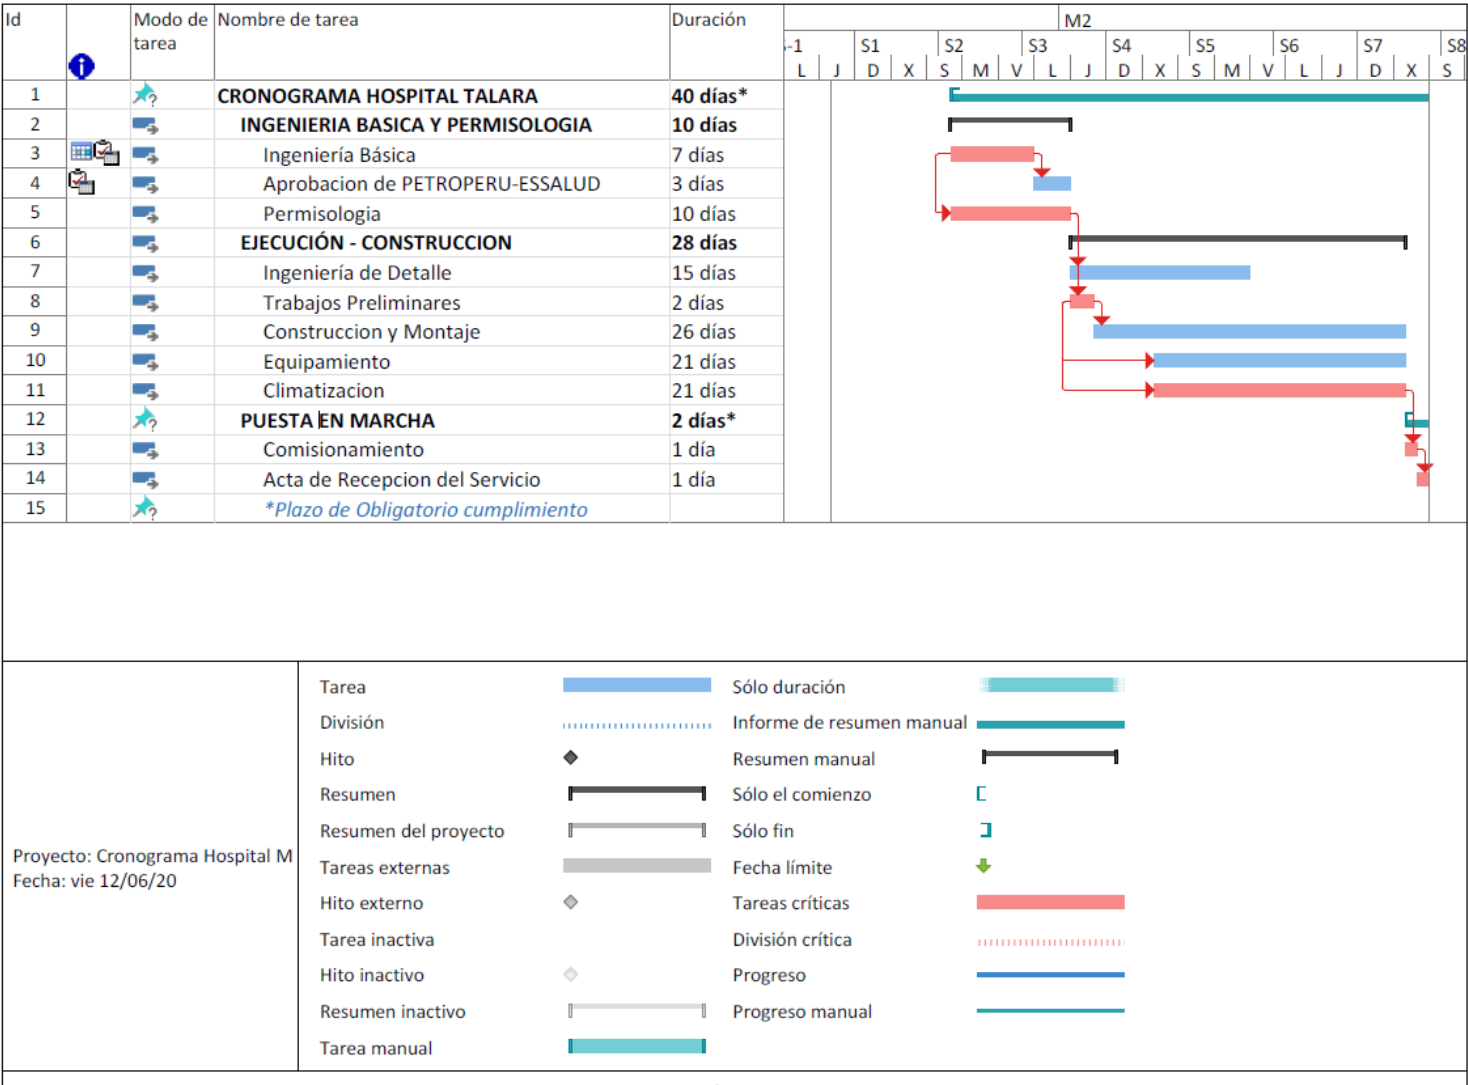 Id Modo de tarea Nombre de tarea Duración
M2
S-1 S1 S2 S3 S4 S5 S6 S7 S8
L J D X S M V L J D X S M V L J D X S
1 CRONOGRAMA HOSPITAL TALARA 40 días*
2 INGENIERIA BASICA Y PERMISOLOGIA 10 días
3 Ingeniería Básica 7 días
4 Aprobacion de PETROPERU-ESSALUD 3 días
5 Permisologia 10 días
6 EJECUCIÓN - CONSTRUCCION 28 días
7 Ingeniería de Detalle 15 días
8 Trabajos Preliminares 2 días
9 Construccion y Montaje 26 días
10 Equipamiento 21 días
11 Climatizacion 21 días
12 PUESTA EN MARCHA 2 días*
13 Comisionamiento 1 día
14 Acta de Recepcion del Servicio 1 día
15 *Plazo de Obligatorio cumplimiento
Proyecto: Cronograma Hospital M
Fecha: vie 12/06/20
Tarea
División
Hito
Resumen
Resumen del proyecto
Tareas externas
Hito externo
Tarea inactiva
Hito inactivo
Resumen inactivo
Tarea manual
Sólo duración
Informe de resumen manual
Resumen manual
Sólo el comienzo
Sólo fin
Fecha límite
Tareas críticas
División crítica
Progreso
Progreso manual